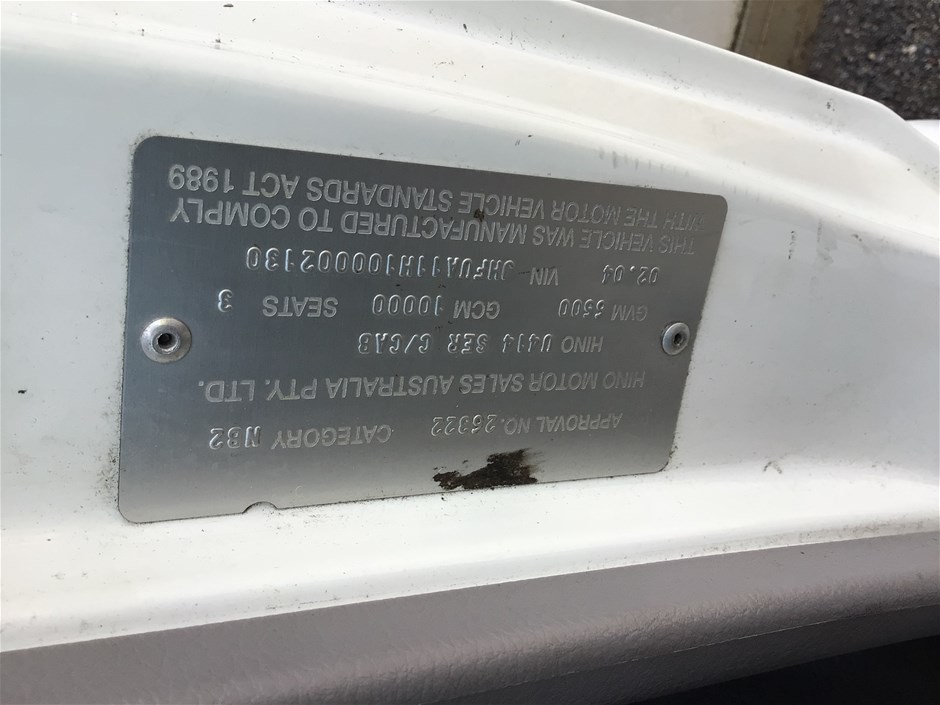 APPROVAL NO. 26322 CATEGORY NB2
HINO MOTOR SALES AUSTRALIA PTY. LTD.
HINO U414 SER C/CAB
GVM 5500 GCM 10000 SEATS 3
02.04 VIN JHFUA11H100002130
THIS VEHICLE WAS MANUFACTURED TO COMPLY
WITH THE MOTOR VEHICLE STANDARDS ACT 1989